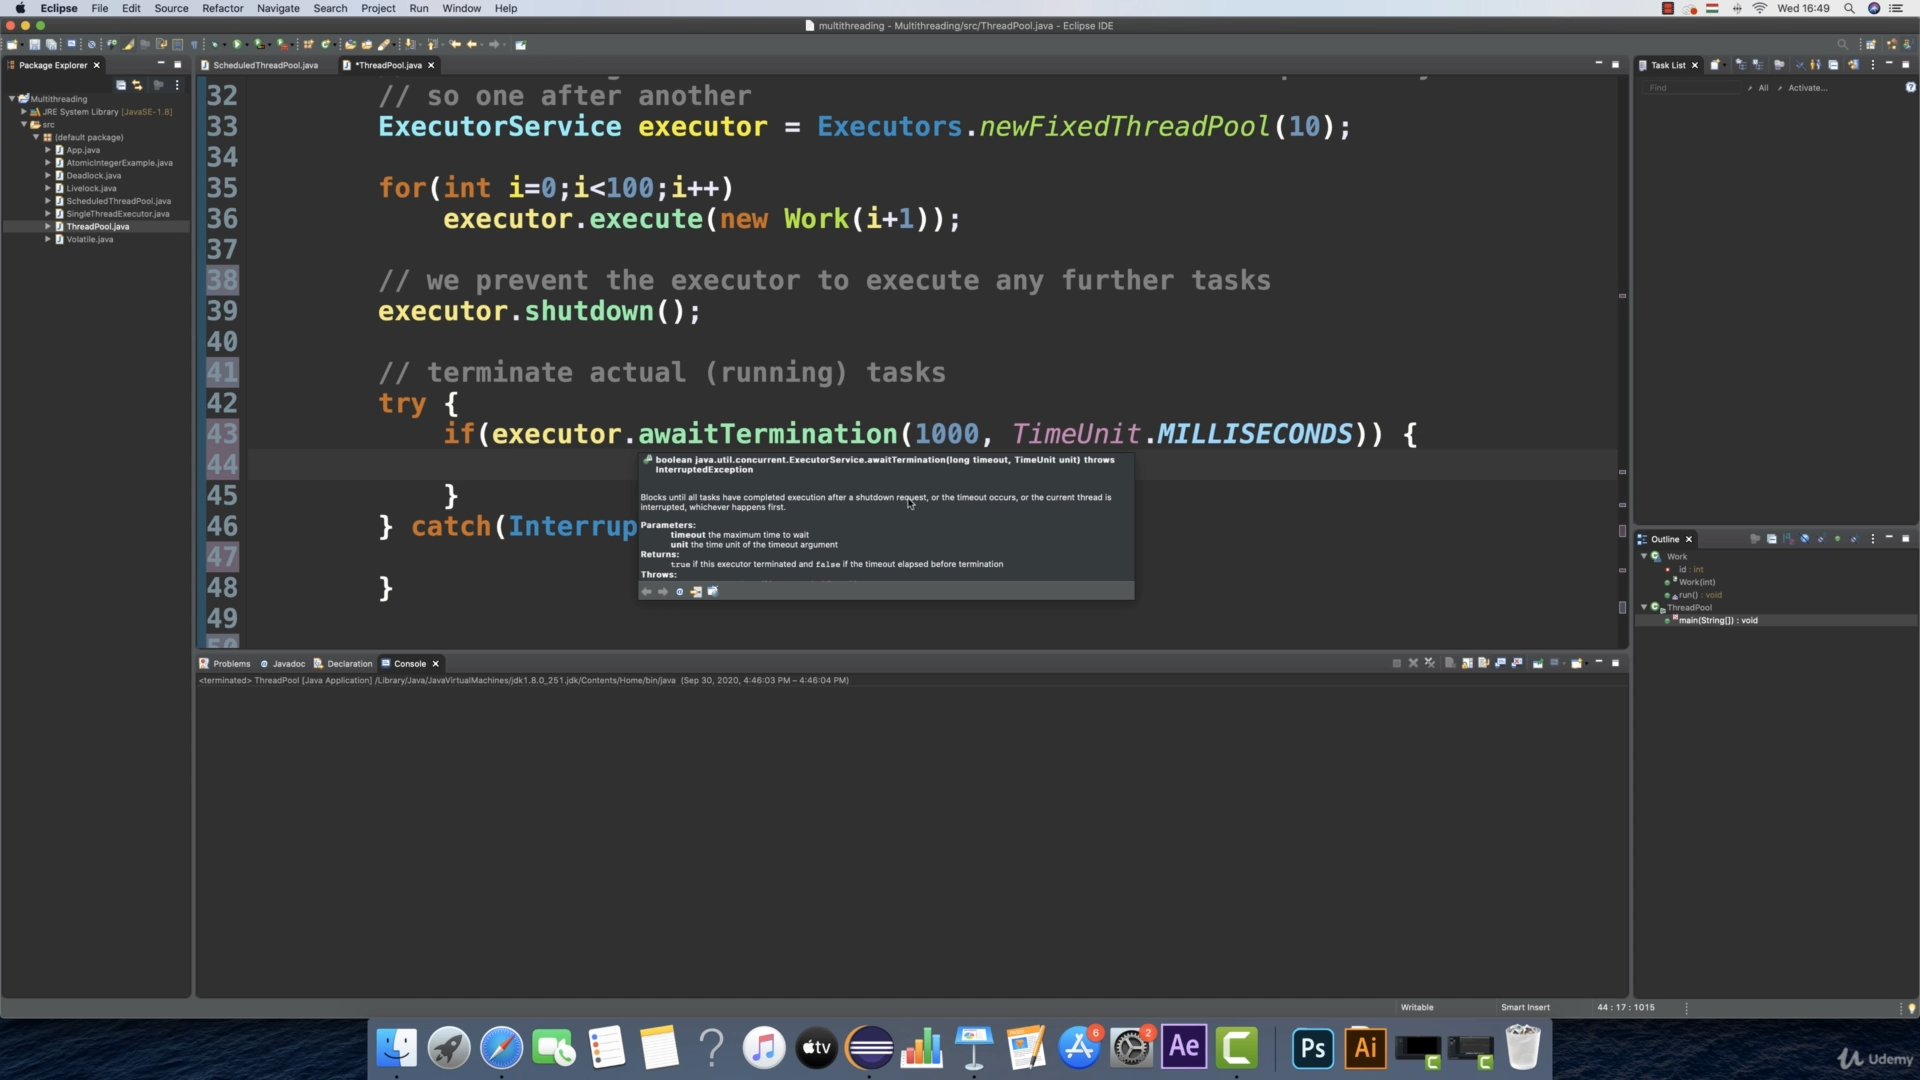 Eclipse File Edit Source Refactor Navigate Search Project Run Window Help Wed 16:49
multithreading - Multithreading/src/ThreadPool.java - Eclipse IDE
Package Explorer
ScheduledThreadPool.java *ThreadPool.java
Task List
Find All Activate...
Multithreading
JRE System Library [JavaSE-1.8]
src
(default package)
App.java
AtomicIntegerExample.java
Deadlock.java
Livelock.java
ScheduledThreadPool.java
SingleThreadExecutor.java
ThreadPool.java
Volatile.java
32 // so one after another
33 ExecutorService executor = Executors.newFixedThreadPool(10);
34
35 for(int i=0;i<100;i++)
36 executor.execute(new Work(i+1));
37
38 // we prevent the executor to execute any further tasks
39 executor.shutdown();
40
41 // terminate actual (running) tasks
42 try {
43 if(executor.awaitTermination(1000, TimeUnit.MILLISECONDS)) {
44
45 }
46 } catch(Interrup
47
48 }
49
50
boolean java.util.concurrent.ExecutorService.awaitTermination(long timeout, TimeUnit unit) throws
InterruptedException
Blocks until all tasks have completed execution after a shutdown request, or the timeout occurs, or the current thread is
interrupted, whichever happens first.
Parameters:
timeout the maximum time to wait
unit the time unit of the timeout argument
Returns:
true if this executor terminated and false if the timeout elapsed before termination
Throws:
Outline
Work
id : int
Work(int)
run() : void
ThreadPool
main(String[]) : void
Problems Javadoc Declaration Console
<terminated> ThreadPool [Java Application] /Library/Java/JavaVirtualMachines/jdk1.8.0_251.jdk/Contents/Home/bin/java (Sep 30, 2020, 4:46:03 PM – 4:46:04 PM)
Writable Smart Insert 44 : 17 : 1015
tv 6 2 Ae Ps Ai
Udemy